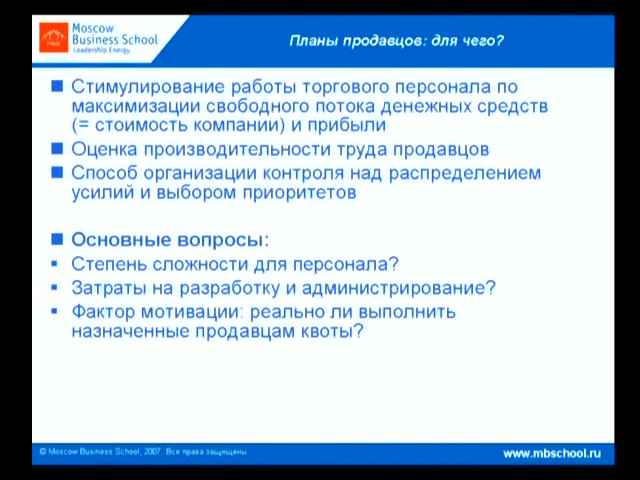 Moscow
Business School
Leadership Energy
Планы продавцов: для чего?
Стимулирование работы торгового персонала по
максимизации свободного потока денежных средств
(= стоимость компании) и прибыли
Оценка производительности труда продавцов
Способ организации контроля над распределением
усилий и выбором приоритетов
Основные вопросы:
Степень сложности для персонала?
Затраты на разработку и администрирование?
Фактор мотивации: реально ли выполнить
назначенные продавцам квоты?
© Moscow Business School, 2007 Все права защищены.
www.mbschool.ru